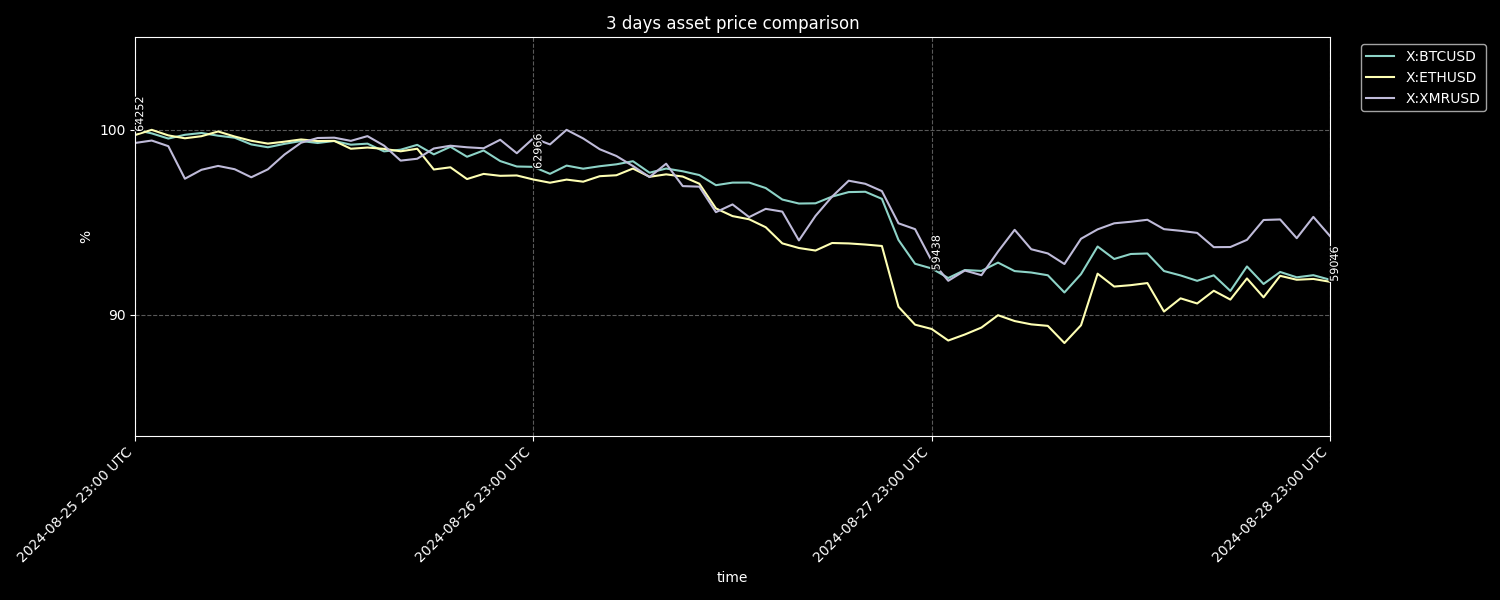 3 days asset price comparison
X:BTCUSD
X:ETHUSD
X:XMRUSD
64252
100
62966
%
59438
59046
90
2024-08-25 23:00 UTC
2024-08-26 23:00 UTC
2024-08-27 23:00 UTC
2024-08-28 23:00 UTC
time